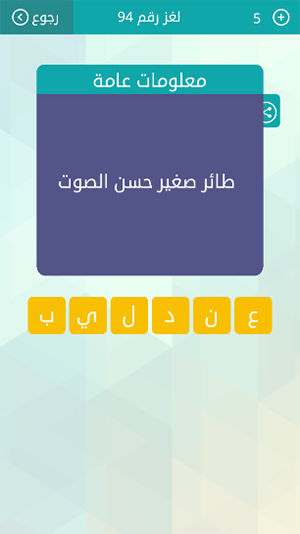 رجوع لغز رقم 94 5
معلومات عامة
طائر صغير حسن الصوت
ع ن د ل ي ب